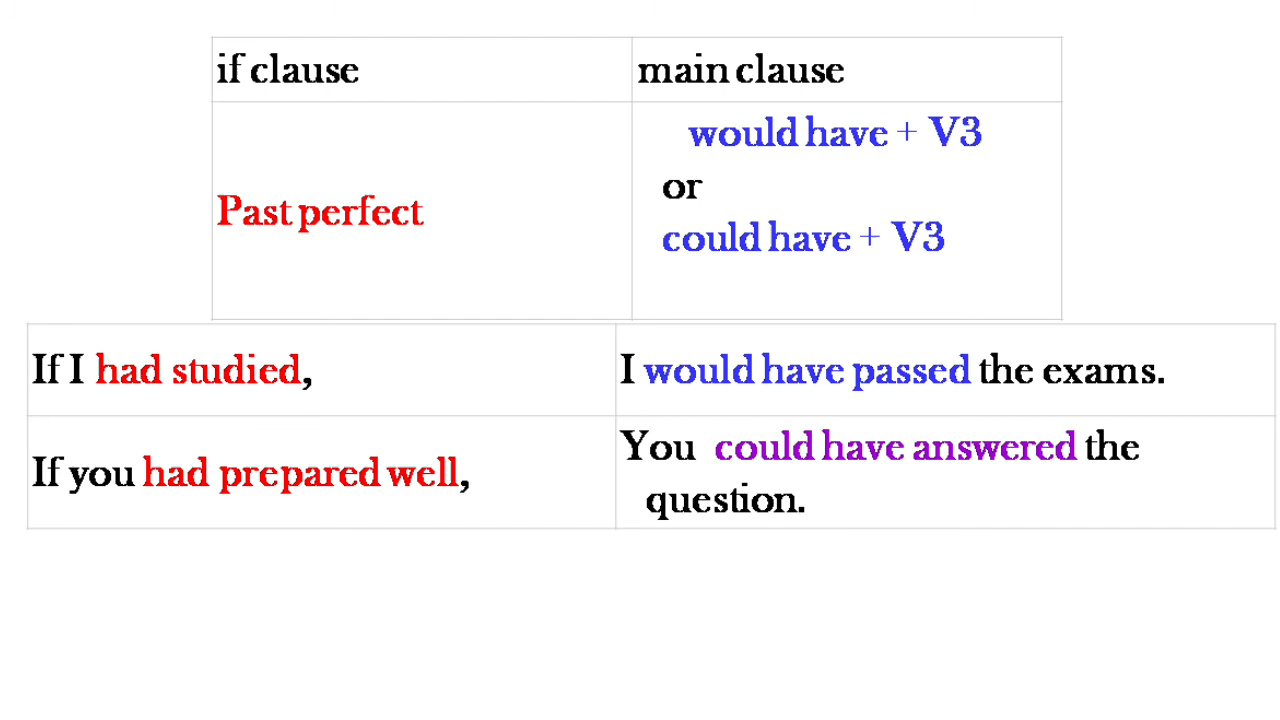 if clause
main clause
Past perfect
would have + V3
or
could have + V3
If I had studied,
I would have passed the exams.
If you had prepared well,
You could have answered the
question.